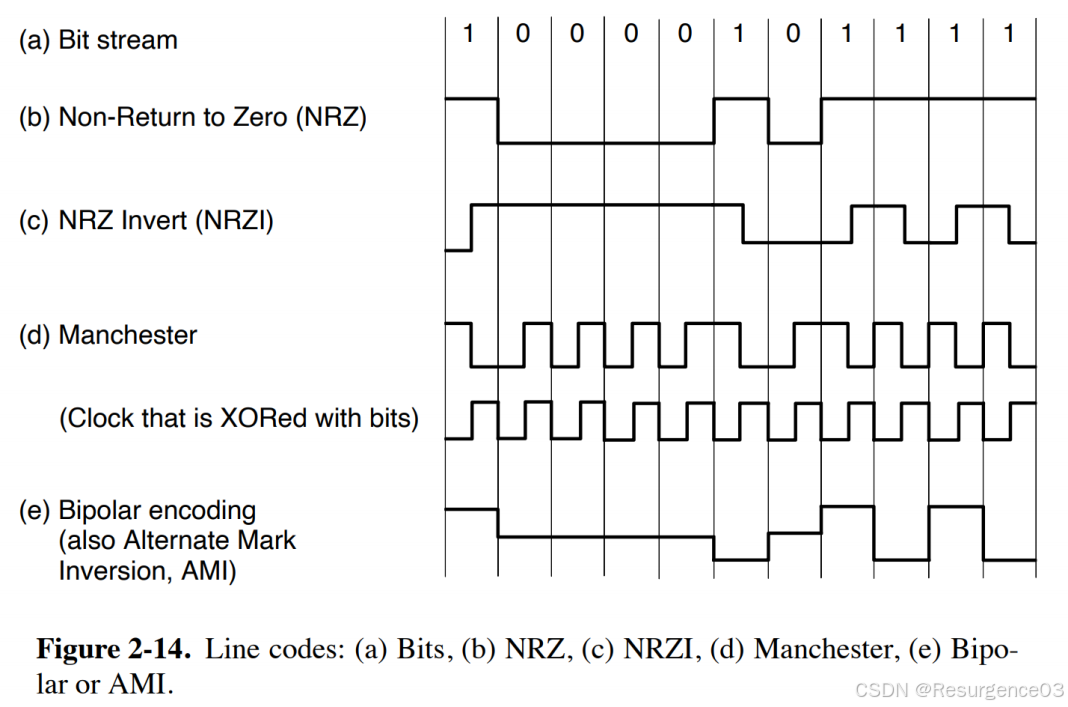 (a) Bit stream 1 0 0 0 0 1 0 1 1 1 1
(b) Non-Return to Zero (NRZ)
(c) NRZ Invert (NRZI)
(d) Manchester
(Clock that is XORed with bits)
(e) Bipolar encoding
(also Alternate Mark
Inversion, AMI)
Figure 2-14. Line codes: (a) Bits, (b) NRZ, (c) NRZI, (d) Manchester, (e) Bipo-
lar or AMI.
CSDN @Resurgence03